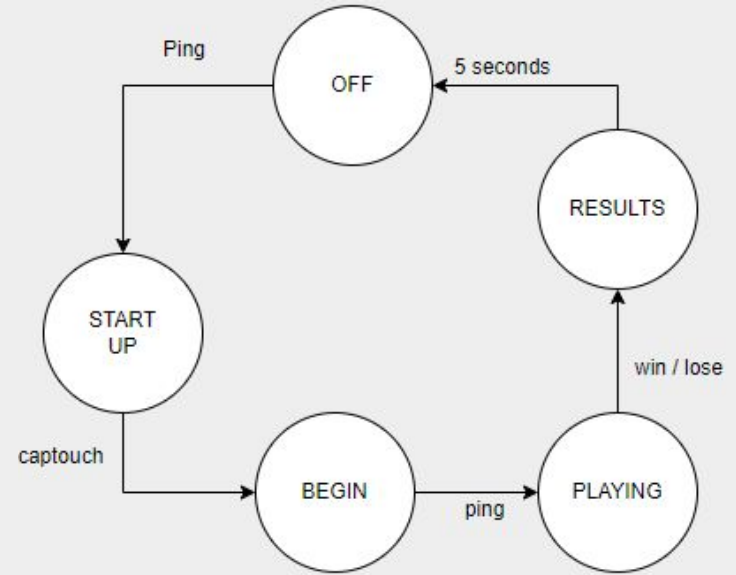 Ping
OFF
5 seconds
RESULTS
START
UP
win / lose
captouch
BEGIN
ping
PLAYING